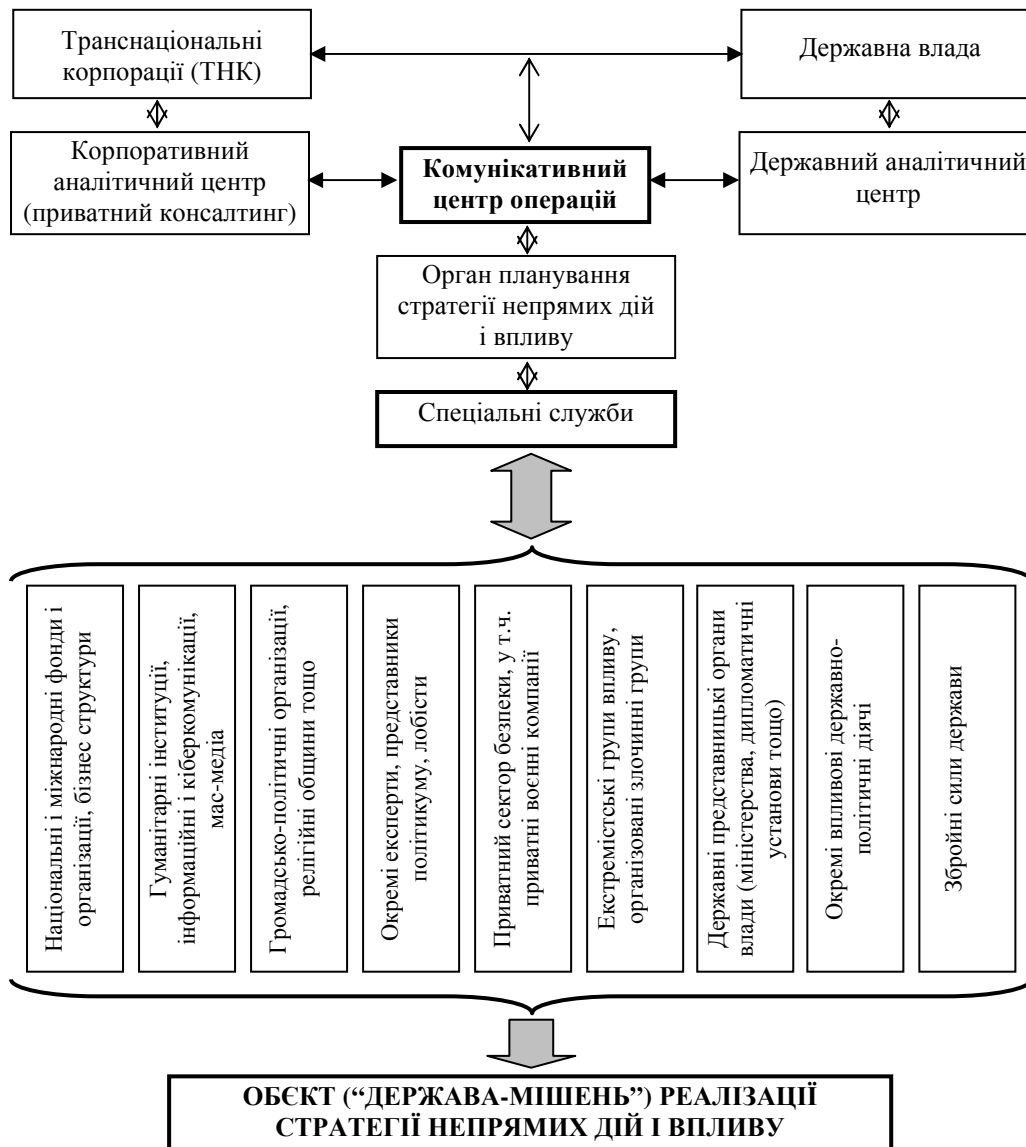 Транснаціональні
корпорації (ТНК)
Державна влада
Корпоративний
аналітичний центр
(приватний консалтинг)
Комунікативний
центр операцій
Державний аналітичний
центр
Орган планування
стратегії непрямих дій
і впливу
Спеціальні служби
Національні і міжнародні фонди і
організації, бізнес структури
Гуманітарні інституції,
інформаційні і кіберкомунікації,
мас-медіа
Громадсько-політичні організації,
релігійні общини тощо
Окремі експерти, представники
політикуму, лобісти
Приватний сектор безпеки, у т.ч.
приватні воєнні компанії
Екстремістські групи впливу,
організовані злочинні групи
Державні представницькі органи
влади (міністерства, дипломатичні
установи тощо)
Окремі впливові державно-
політичні діячі
Збройні сили держави
ОБЄКТ (“ДЕРЖАВА-МІШЕНЬ”) РЕАЛІЗАЦІЇ
СТРАТЕГІЇ НЕПРЯМИХ ДІЙ І ВПЛИВУ